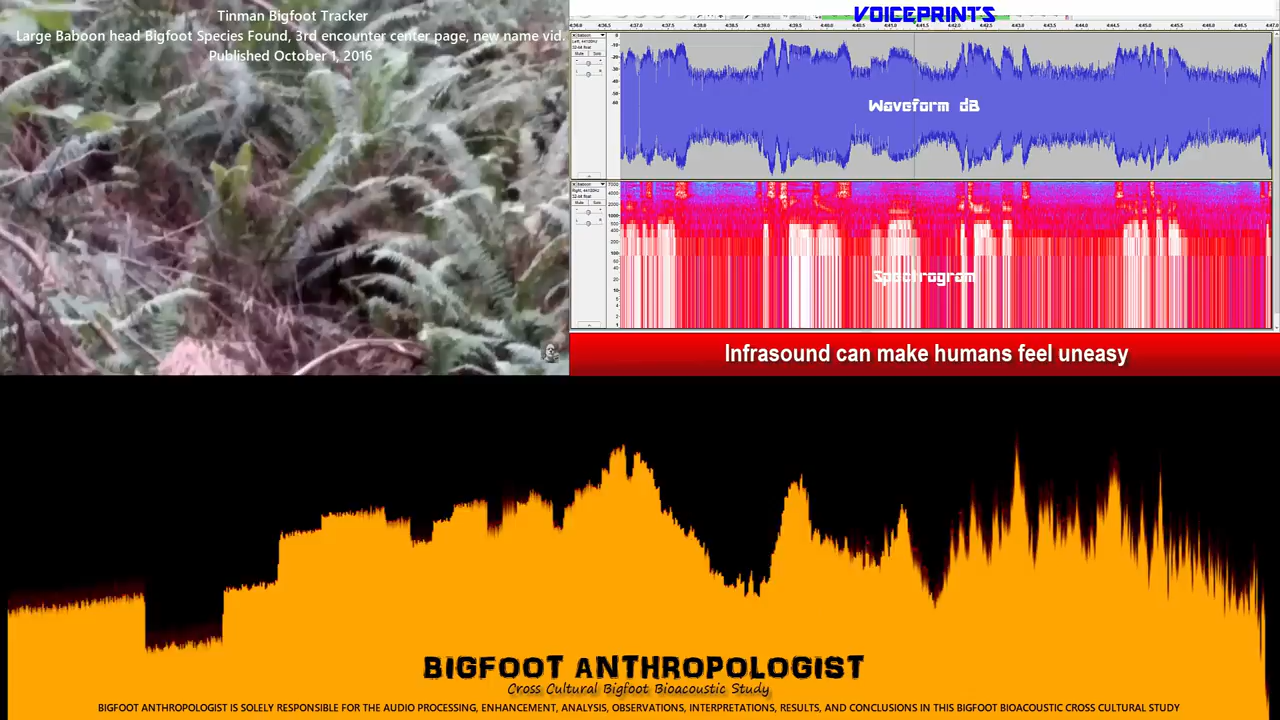 Tinman Bigfoot Tracker
Large Baboon head Bigfoot Species Found, 3rd encounter center page, new name vid.
Published October 1, 2016
VOICEPRINTS
Waveform dB
Spectrogram
Infrasound can make humans feel uneasy
BIGFOOT ANTHROPOLOGIST
Cross Cultural Bigfoot Bioacoustic Study
BIGFOOT ANTHROPOLOGIST IS SOLELY RESPONSIBLE FOR THE AUDIO PROCESSING, ENHANCEMENT, ANALYSIS, OBSERVATIONS, INTERPRETATIONS, RESULTS, AND CONCLUSIONS IN THIS BIGFOOT BIOACOUSTIC CROSS CULTURAL STUDY